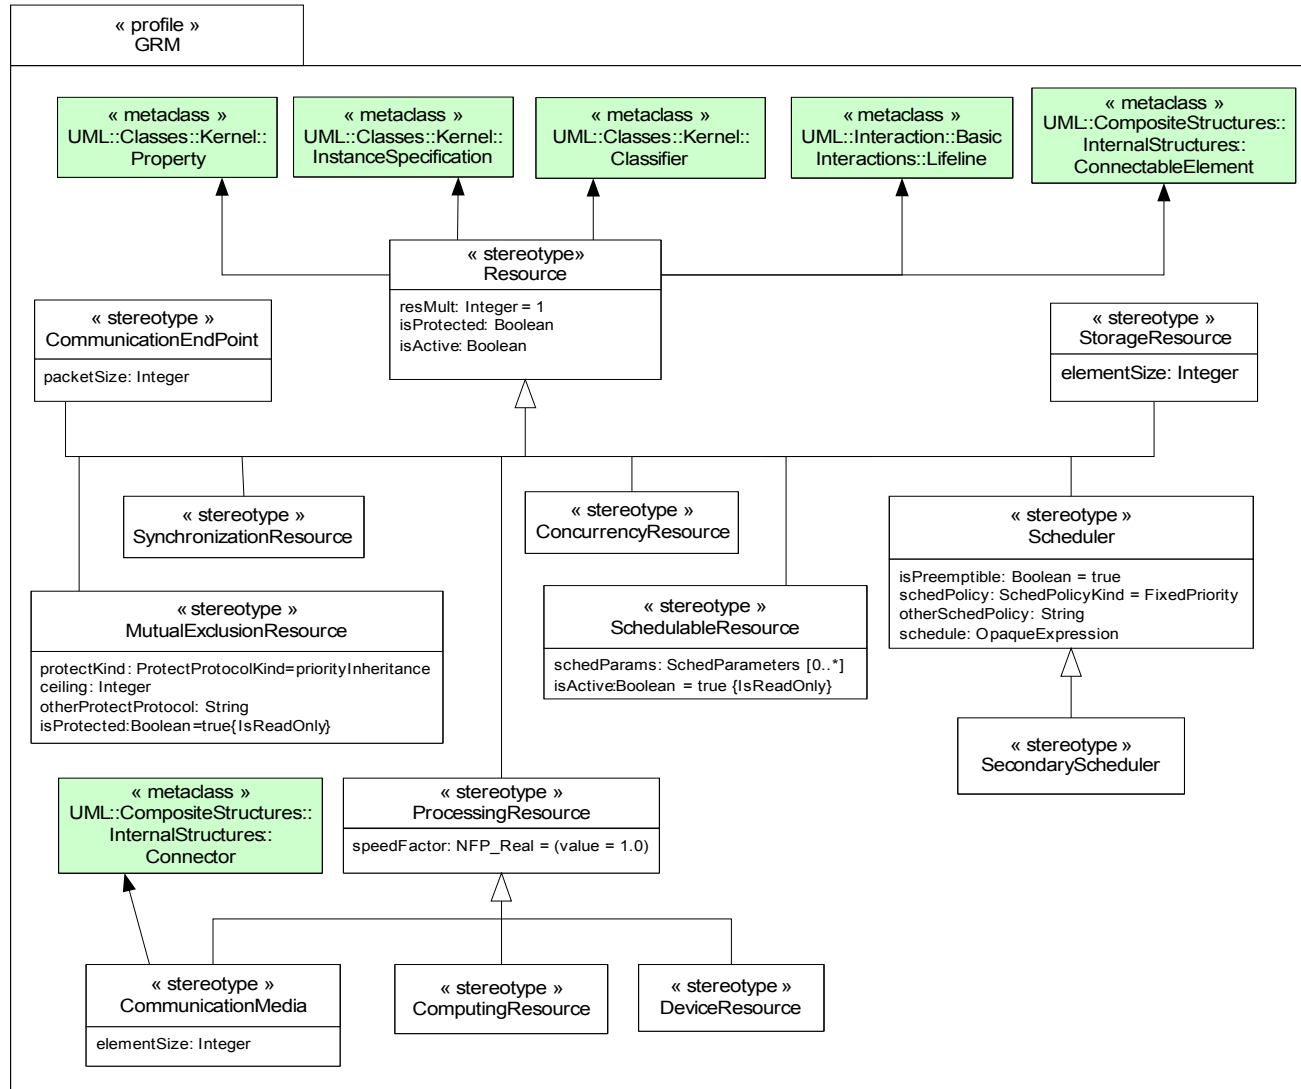 « profile »
GRM
« metaclass »
UML::Classes::Kernel::
Property
« metaclass »
UML::Classes::Kernel::
InstanceSpecification
« metaclass »
UML::Classes::Kernel::
Classifier
« metaclass »
UML::Interaction::Basic
Interactions::Lifeline
« metaclass »
UML::CompositeStructures::
InternalStructures::
ConnectableElement
« stereotype»
Resource
resMult: Integer = 1
isProtected: Boolean
isActive: Boolean
« stereotype »
CommunicationEndPoint
packetSize: Integer
« stereotype »
StorageResource
elementSize: Integer
« stereotype »
SynchronizationResource
« stereotype »
ConcurrencyResource
« stereotype »
Scheduler
isPreemptible: Boolean = true
schedPolicy: SchedPolicyKind = FixedPriority
otherSchedPolicy: String
schedule: OpaqueExpression
« stereotype »
MutualExclusionResource
protectKind: ProtectProtocolKind=priorityInheritance
ceiling: Integer
otherProtectProtocol: String
isProtected:Boolean=true{IsReadOnly}
« stereotype »
SchedulableResource
schedParams: SchedParameters [0..*]
isActive:Boolean = true {IsReadOnly}
« stereotype »
SecondaryScheduler
« metaclass »
UML::CompositeStructures::
InternalStructures::
Connector
« stereotype »
ProcessingResource
speedFactor: NFP_Real = (value = 1.0)
« stereotype »
CommunicationMedia
elementSize: Integer
« stereotype »
ComputingResource
« stereotype »
DeviceResource